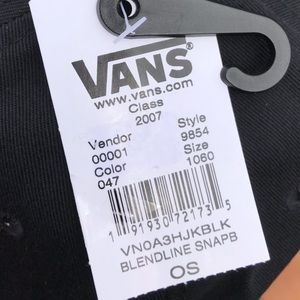 VANS
www.vans.com
Class
2007
Vendor Style
00001 9854
Color Size
047 1060
1 91930 72173 5
VN0A3HJKBLK
BLENDLINE SNAPB
OS